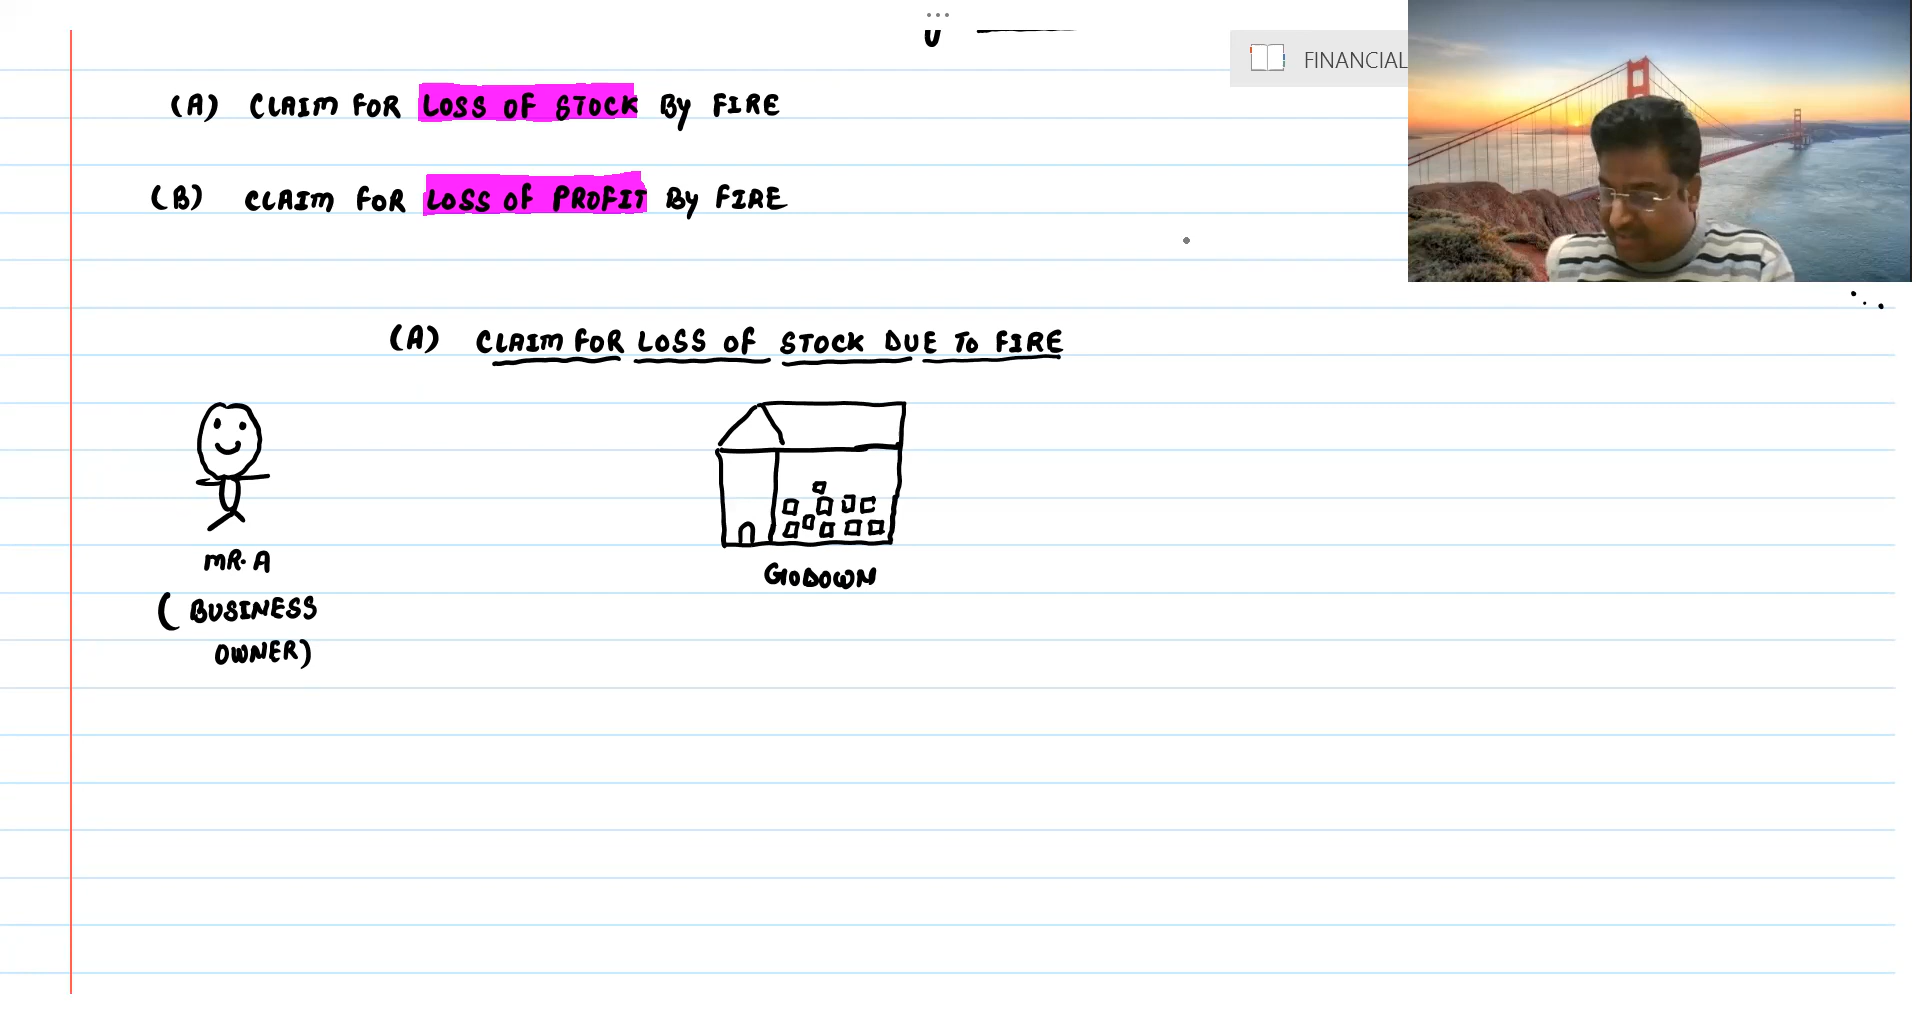 FINANCIAL
(A) CLAIM FOR LOSS OF STOCK By FIRE
(B) CLAIM FOR LOSS OF PROFIT By FIRE
(A) CLAIM FOR LOSS OF STOCK DUE TO FIRE
MR. A
(BUSINESS
OWNER)
GODOWN